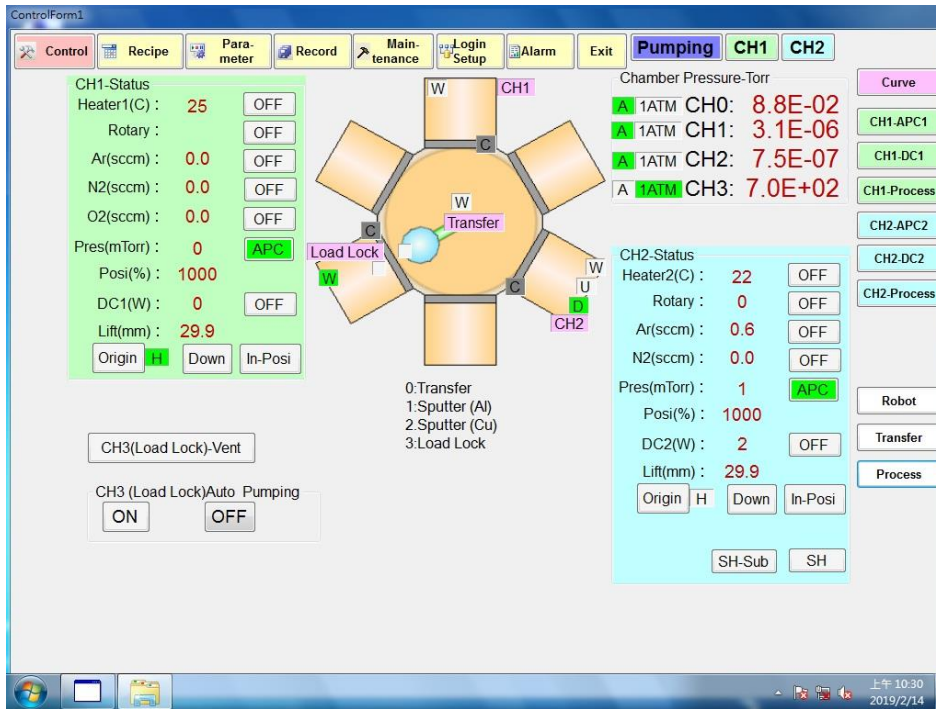 ControlForm1
Control
Recipe
Para-
meter
Record
Main-
tenance
Login
Setup
Alarm
Exit
Pumping
CH1
CH2
CH1-Status
Heater1(C) : 25 OFF
Rotary : OFF
Ar(sccm) : 0.0 OFF
N2(sccm) : 0.0 OFF
O2(sccm) : 0.0 OFF
Pres(mTorr) : 0 APC
Posi(%) : 1000
DC1(W) : 0 OFF
Lift(mm) : 29.9
Origin H Down In-Posi
CH3(Load Lock)-Vent
CH3 (Load Lock)Auto Pumping
ON OFF
W CH1
C
W
Transfer
C
Load Lock
W
W
C U
D
CH2
0:Transfer
1:Sputter (Al)
2.Sputter (Cu)
3:Load Lock
Chamber Pressure-Torr
A 1ATM CH0: 8.8E-02
A 1ATM CH1: 3.1E-06
A 1ATM CH2: 7.5E-07
A 1ATM CH3: 7.0E+02
CH2-Status
Heater2(C) : 22 OFF
Rotary : 0 OFF
Ar(sccm) : 0.6 OFF
N2(sccm) : 0.0 OFF
Pres(mTorr) : 1 APC
Posi(%) : 1000
DC2(W) : 2 OFF
Lift(mm) : 29.9
Origin H Down In-Posi
SH-Sub SH
Curve
CH1-APC1
CH1-DC1
CH1-Process
CH2-APC2
CH2-DC2
CH2-Process
Robot
Transfer
Process
上午 10:30
2019/2/14